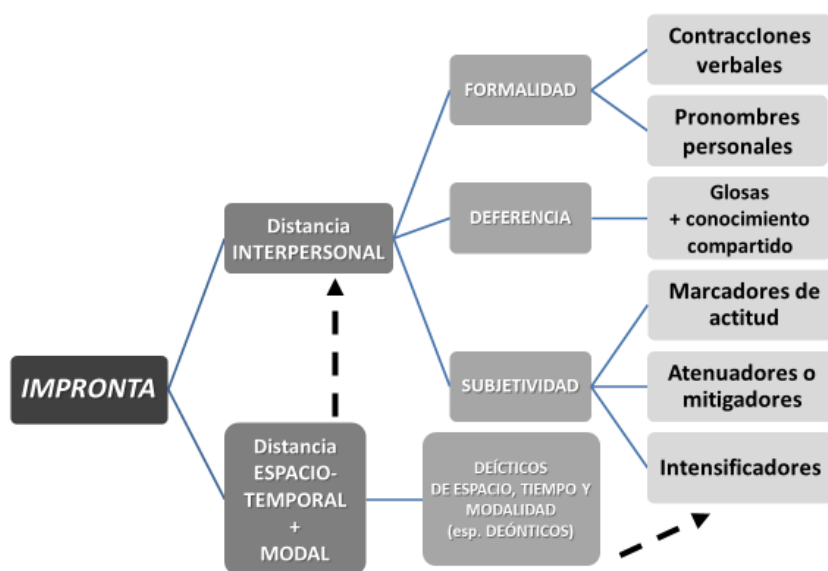 IMPRONTA
Distancia
INTERPERSONAL
FORMALIDAD
Contracciones
verbales
Pronombres
personales
DEFERENCIA
Glosas
+ conocimiento
compartido
SUBJETIVIDAD
Marcadores de
actitud
Atenuadores o
mitigadores
Intensificadores
Distancia
ESPACIO-
TEMPORAL
+
MODAL
DEÍCTICOS
DE ESPACIO, TIEMPO Y
MODALIDAD
(esp. DEÓNTICOS)